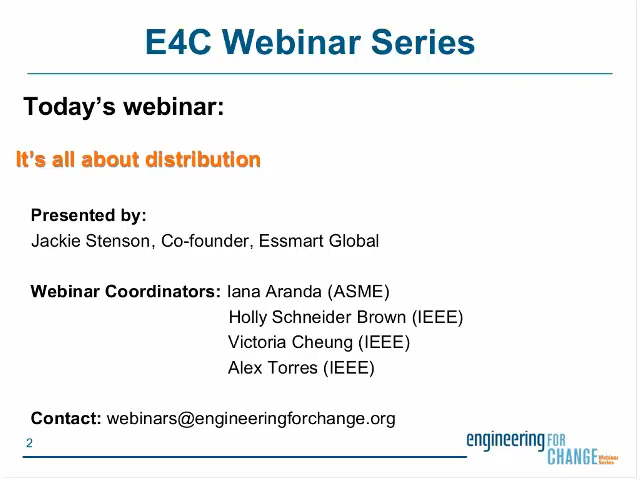 E4C Webinar Series
Today's webinar:
It's all about distribution
Presented by:
Jackie Stenson, Co-founder, Essmart Global
Webinar Coordinators: Iana Aranda (ASME)
Holly Schneider Brown (IEEE)
Victoria Cheung (IEEE)
Alex Torres (IEEE)
Contact: webinars@engineeringforchange.org
2
engineering FOR
CHANGE Webinar
Series